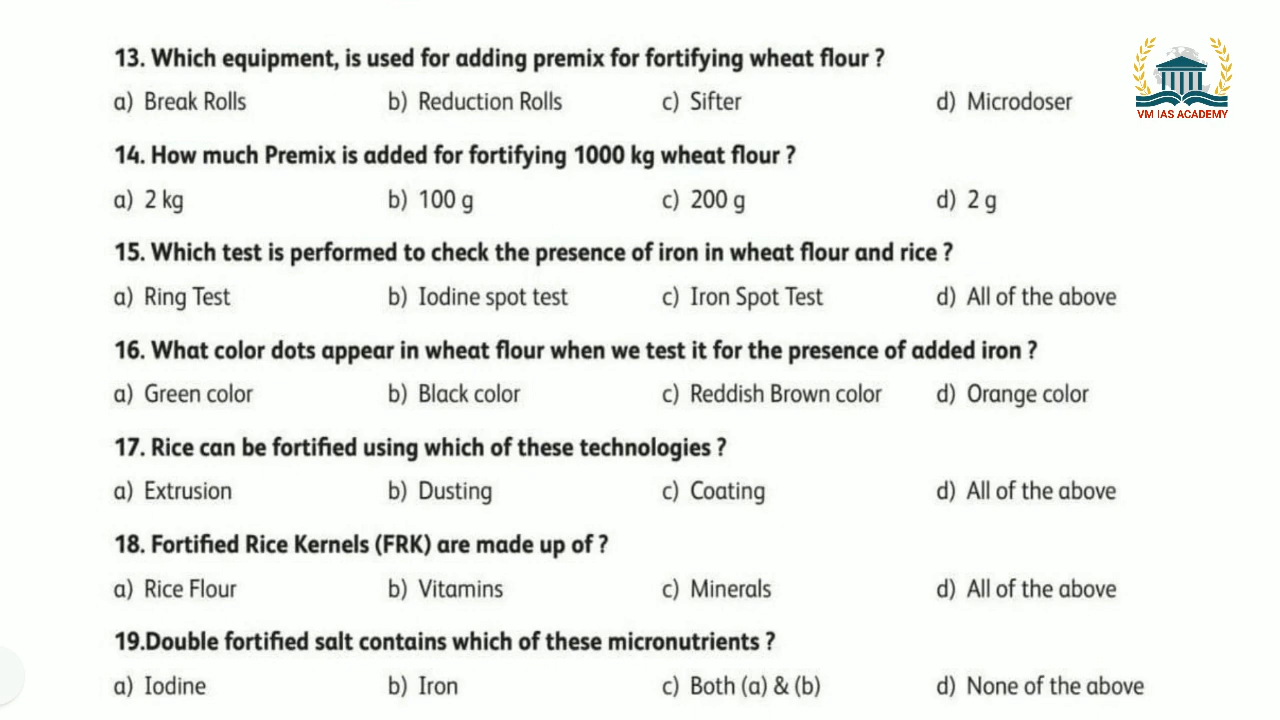 13. Which equipment, is used for adding premix for fortifying wheat flour ?
a) Break Rolls b) Reduction Rolls c) Sifter d) Microdoser
VM IAS ACADEMY
14. How much Premix is added for fortifying 1000 kg wheat flour ?
a) 2 kg b) 100 g c) 200 g d) 2 g
15. Which test is performed to check the presence of iron in wheat flour and rice ?
a) Ring Test b) Iodine spot test c) Iron Spot Test d) All of the above
16. What color dots appear in wheat flour when we test it for the presence of added iron ?
a) Green color b) Black color c) Reddish Brown color d) Orange color
17. Rice can be fortified using which of these technologies ?
a) Extrusion b) Dusting c) Coating d) All of the above
18. Fortified Rice Kernels (FRK) are made up of ?
a) Rice Flour b) Vitamins c) Minerals d) All of the above
19.Double fortified salt contains which of these micronutrients ?
a) Iodine b) Iron c) Both (a) & (b) d) None of the above